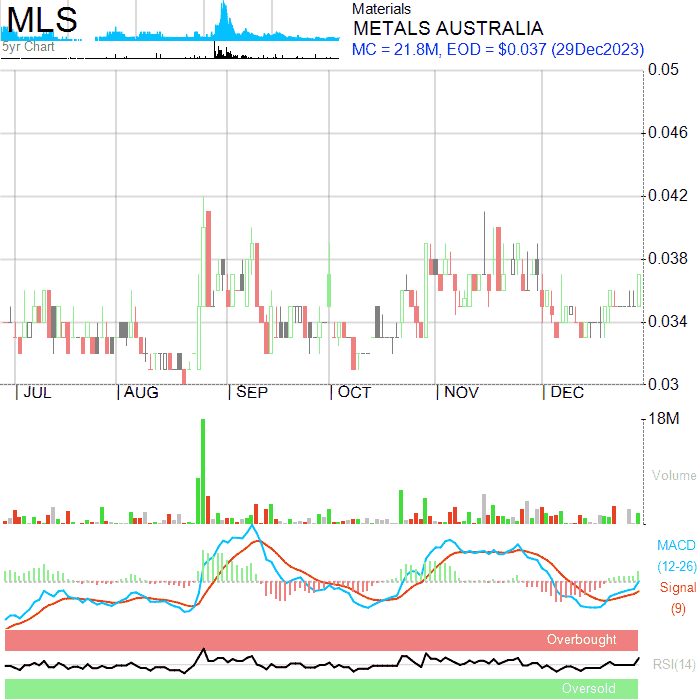 MLS
5yr Chart
Materials
METALS AUSTRALIA
MC = 21.8M, EOD = $0.037 (29Dec2023)
0.05
0.046
0.042
0.038
0.034
0.03
JUL AUG SEP OCT NOV DEC
18M
Volume
MACD
(12-26)
Signal
(9)
Overbought
RSI(14)
Oversold